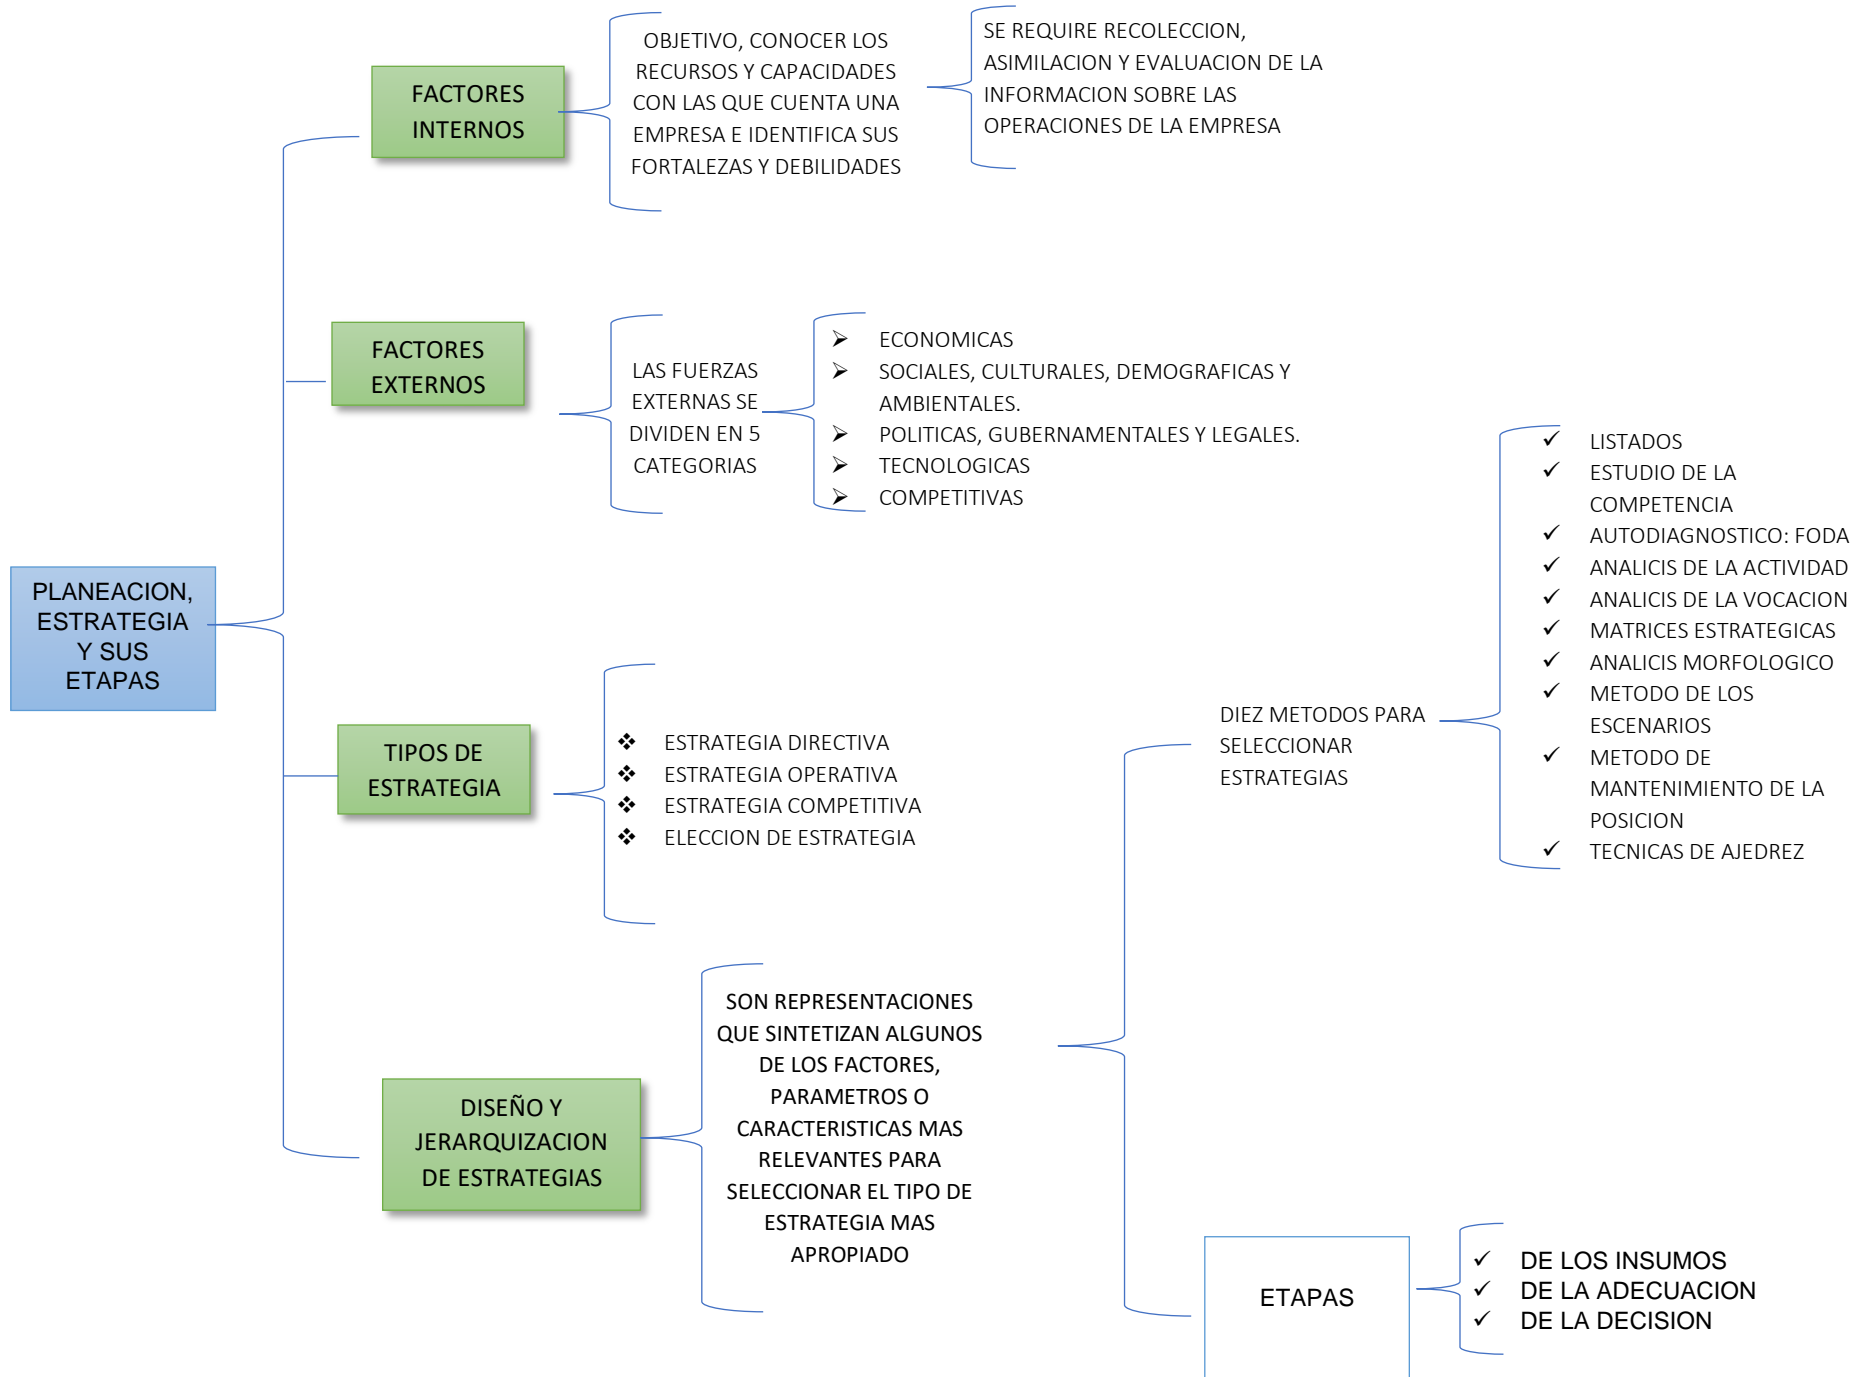 PLANEACION,
ESTRATEGIA
Y SUS
ETAPAS
FACTORES
INTERNOS
OBJETIVO, CONOCER LOS
RECURSOS Y CAPACIDADES
CON LAS QUE CUENTA UNA
EMPRESA E IDENTIFICA SUS
FORTALEZAS Y DEBILIDADES
SE REQUIRE RECOLECCION,
ASIMILACION Y EVALUACION DE LA
INFORMACION SOBRE LAS
OPERACIONES DE LA EMPRESA
FACTORES
EXTERNOS
LAS FUERZAS
EXTERNAS SE
DIVIDEN EN 5
CATEGORIAS
ECONOMICAS
SOCIALES, CULTURALES, DEMOGRAFICAS Y
AMBIENTALES.
POLITICAS, GUBERNAMENTALES Y LEGALES.
TECNOLOGICAS
COMPETITIVAS
TIPOS DE
ESTRATEGIA
ESTRATEGIA DIRECTIVA
ESTRATEGIA OPERATIVA
ESTRATEGIA COMPETITIVA
ELECCION DE ESTRATEGIA
DISEÑO Y
JERARQUIZACION
DE ESTRATEGIAS
SON REPRESENTACIONES
QUE SINTETIZAN ALGUNOS
DE LOS FACTORES,
PARAMETROS O
CARACTERISTICAS MAS
RELEVANTES PARA
SELECCIONAR EL TIPO DE
ESTRATEGIA MAS
APROPIADO
DIEZ METODOS PARA
SELECCIONAR
ESTRATEGIAS
LISTADOS
ESTUDIO DE LA
COMPETENCIA
AUTODIAGNOSTICO: FODA
ANALICIS DE LA ACTIVIDAD
ANALICIS DE LA VOCACION
MATRICES ESTRATEGICAS
ANALICIS MORFOLOGICO
METODO DE LOS
ESCENARIOS
METODO DE
MANTENIMIENTO DE LA
POSICION
TECNICAS DE AJEDREZ
ETAPAS
DE LOS INSUMOS
DE LA ADECUACION
DE LA DECISION